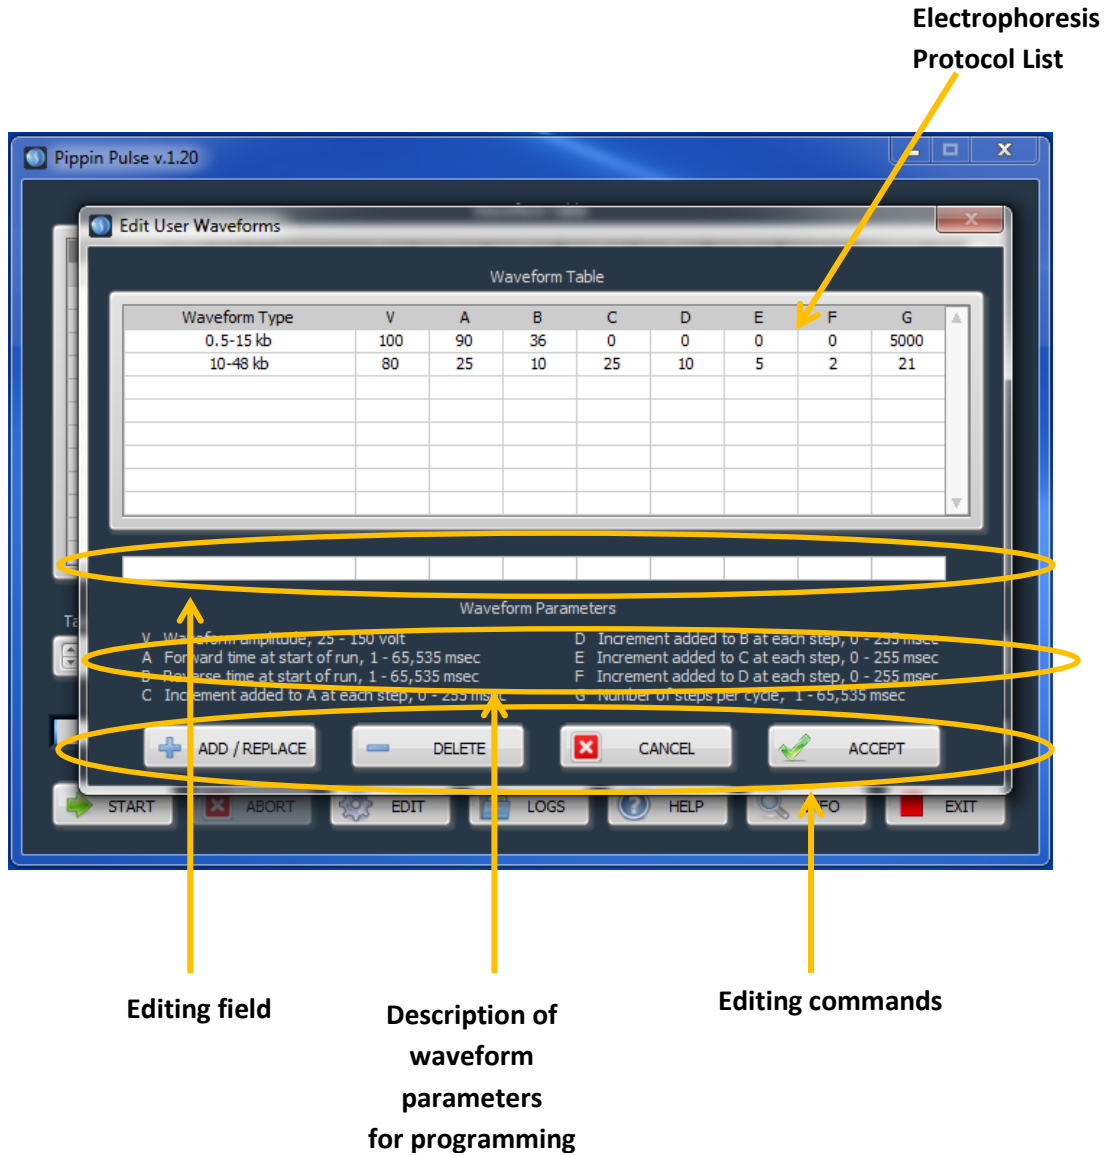 Electrophoresis
Protocol List
Pippin Pulse v.1.20
Edit User Waveforms
Waveform Table
Waveform Type V A B C D E F G
0.5-15 kb 100 90 36 0 0 0 0 5000
10-48 kb 80 25 10 25 10 5 2 21
Waveform Parameters
V Waveform amplitude, 25 - 150 volt
A Forward time at start of run, 1 - 65,535 msec
B Reverse time at start of run, 1 - 65,535 msec
C Increment added to A at each step, 0 - 255 msec
D Increment added to B at each step, 0 - 255 msec
E Increment added to C at each step, 0 - 255 msec
F Increment added to D at each step, 0 - 255 msec
G Number of steps per cycle, 1 - 65,535 msec
ADD / REPLACE DELETE CANCEL ACCEPT
START ABORT EDIT LOGS HELP EXIT
Editing field
Description of
waveform
parameters
for programming
Editing commands